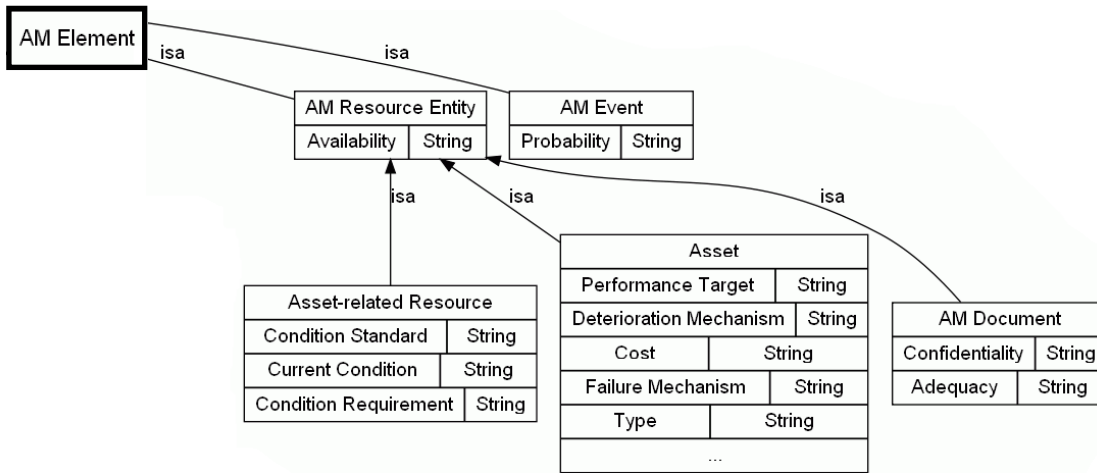 AM Element
isa
isa
AM Resource Entity
Availability String
AM Event
Probability String
isa
isa
isa
Asset-related Resource
Condition Standard String
Current Condition String
Condition Requirement String
Asset
Performance Target String
Deterioration Mechanism String
Cost String
Failure Mechanism String
Type String
...
AM Document
Confidentiality String
Adequacy String